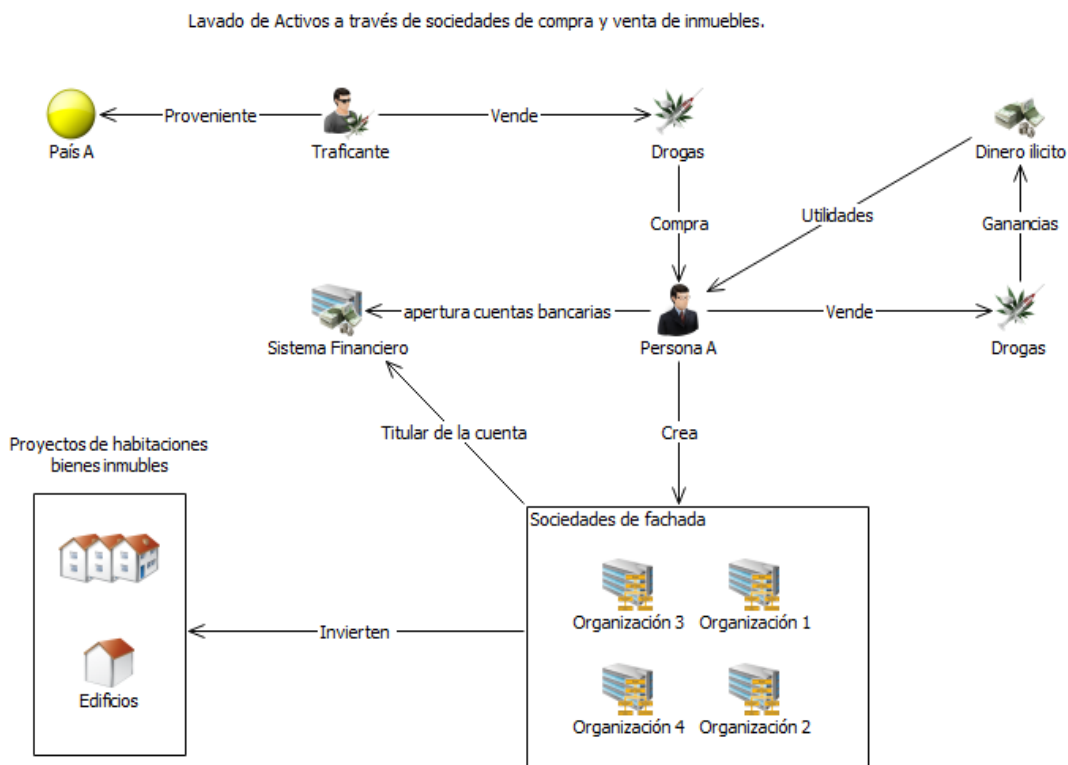 Lavado de Activos a través de sociedades de compra y venta de inmuebles.
Proveniente
Vende
País A
Traficante
Drogas
Dinero ilicito
Compra
Utilidades
Ganancias
apertura cuentas bancarias
Vende
Sistema Financiero
Persona A
Drogas
Titular de la cuenta
Crea
Proyectos de habitaciones
bienes inmubles
Sociedades de fachada
Organización 3
Organización 1
Invierten
Edificios
Organización 4
Organización 2